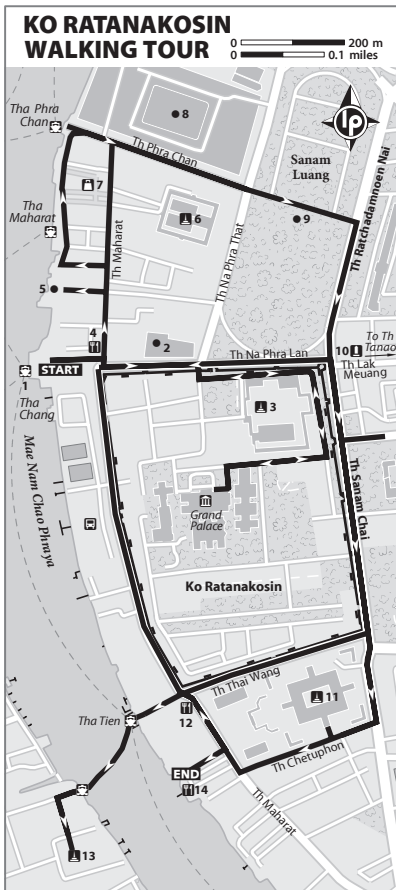 KO RATANAKOSIN
WALKING TOUR
0 200 m
0 0.1 miles
Tha Phra
Chan
8
Th Phra Chan
lp
Sanam
Luang
7
Tha
Maharat
6
9
Th Maharat
Th Na Phra That
Th Ratchadamnoen Nai
5
4
2
Th Na Phra Lan
10
To Th
Tanao
START
1
Th Lak
Meuang
Tha
Chang
3
Mae Nam Chao Phraya
Th Sanam Chai
Grand
Palace
Ko Ratanakosin
Th Thai Wang
11
Tha Tien
12
Th Chetuphon
END
14
Th Maharat
13